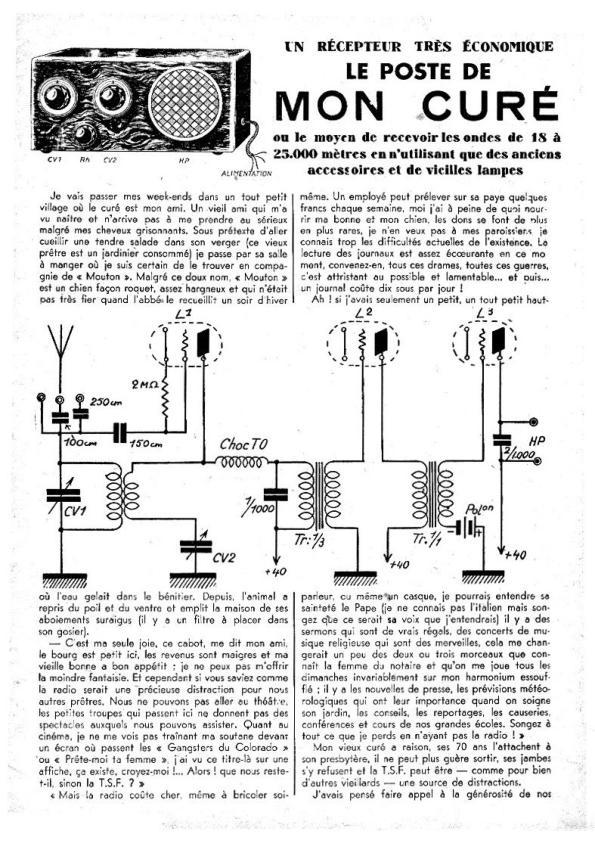 UN RÉCEPTEUR TRÈS ÉCONOMIQUE
LE POSTE DE
MON CURÉ
ou le moyen de recevoir les ondes de 18 à
25.000 mètres en n'utilisant que des anciens
accessoires et de vieilles lampes
CV1 Rh CV2 HP
ALIMENTATION
Je vais passer mes week-ends dans un tout petit
village où le curé est mon ami. Un vieil ami qui m'a
vu naître et n'arrive pas à me prendre au sérieux
malgré mes cheveux grisonnants. Sous prétexte d'aller
cueillir une tendre salade dans son verger (ce vieux
prêtre est un jardinier consommé) je passe par sa salle
à manger où je suis certain de le trouver en compa-
gnie de « Mouton ». Malgré ce doux nom, « Mouton »
est un chien façon roquet, assez hargneux et qui n'était
pas très fier quand l'abbé le recueillit un soir d'hiver
même. Un employé peut prélever sur sa paye quelques
francs chaque semaine, moi j'ai à peine de quoi nour-
rir ma bonne et mon chien, les dons se font de plus
en plus rares, je n'en veux pas à mes paroissiens je
connais trop les difficultés actuelles de l'existence. La
lecture des journaux est assez écœurante en ce mo
ment, convenez-en, tous ces drames, toutes ces guerres,
c'est attristant au possible et lamentable... et puis...
un journal coûte dix sous par jour !
Ah ! si j'avais seulement un petit, un tout petit haut-
L1
L2
L3
2MΩ
250cm
100cm
150cm
Choc TO
HP
2/1000
CV1
1/1000
Tr: 1/3
Tr. 1/1
Pol on
CV2
+40
+40
+40
où l'eau gelait dans le bénitier. Depuis, l'animal a
repris du poil et du ventre et emplit la maison de ses
aboiements suraigus (il y a un filtre à placer dans
son gosier).
— C'est ma seule joie, ce cabot, me dit mon ami,
le bourg est petit ici, les revenus sont maigres et ma
vieille bonne a bon appétit : je ne peux pas m'offrir
la moindre fantaisie. Et cependant si vous saviez comme
la radio serait une précieuse distraction pour nous
autres prêtres. Nous ne pouvons pas aller au théâtre,
les petites troupes qui passent ici ne donnent pas des
spectacles auxquels nous pouvons assister. Quant au
cinéma, je ne me vois pas traînant ma soutane devant
un écran où passent les « Gangsters du Colorado »
ou « Prête-moi ta femme », j'ai vu ce titre-là sur une
affiche, ça existe, croyez-moi !... Alors ! que nous reste-
t-il, sinon la T.S.F. ? »
« Mais la radio coûte cher, même à bricoler soi-
parleur, ou même un casque, je pourrais entendre sa
sainteté le Pape (je ne connais pas l'italien mais son-
gez que ce serait sa voix que j'entendrais) il y a des
sermons qui sont de vrais régals, des concerts de mu-
sique religieuse qui sont des merveilles, cela me chan-
gerait un peu des deux ou trois morceaux que con-
naît la femme du notaire et qu'on me joue tous les
dimanches invariablement sur mon harmonium essouf-
flé ; il y a les nouvelles de presse, les prévisions météo-
rologiques qui ont leur importance quand on soigne
son jardin, les conseils, les reportages, les causeries,
conférences et cours de nos grandes écoles. Songez à
tout ce que je perds en n'ayant pas la radio ! »
Mon vieux curé a raison, ses 70 ans l'attachent à
son presbytère, il ne peut plus guère sortir, ses jambes
s'y refusent et la T.S.F. peut être — comme pour bien
d'autres vieillards — une source de distractions.
J'avais pensé faire appel à la générosité de nos